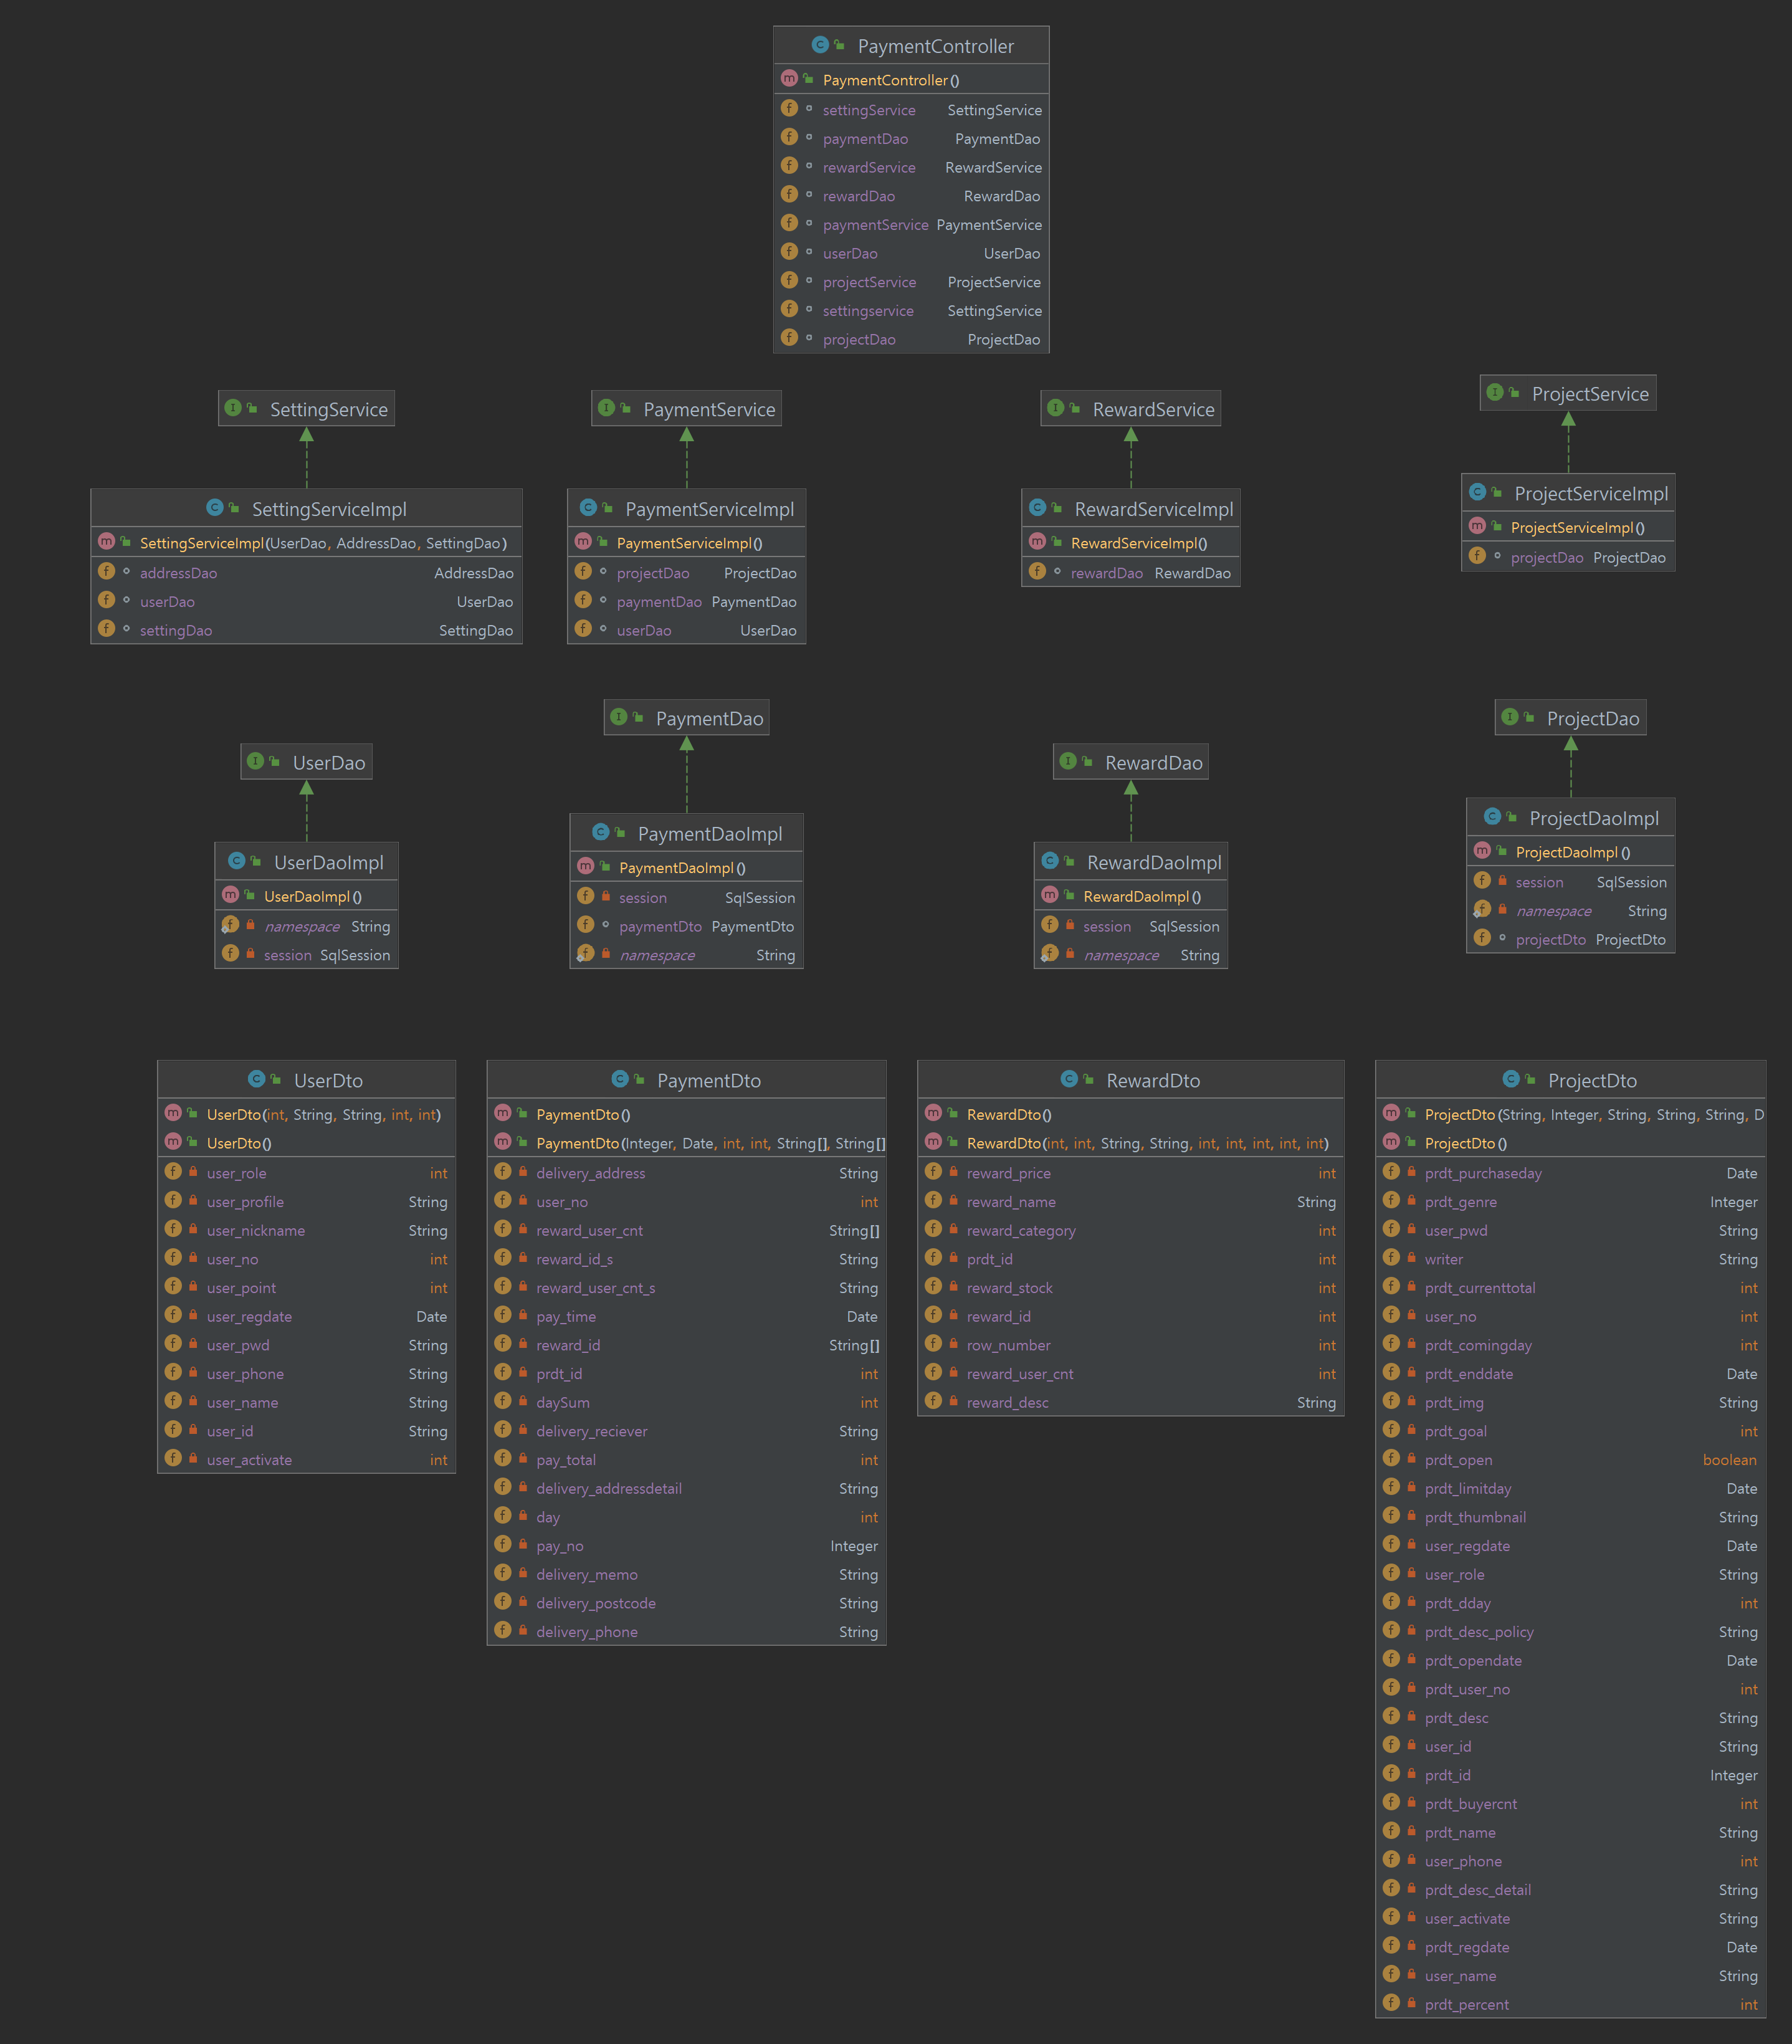 PaymentController
PaymentController()
settingService SettingService
paymentDao PaymentDao
rewardService RewardService
rewardDao RewardDao
paymentService PaymentService
userDao UserDao
projectService ProjectService
settingservice SettingService
projectDao ProjectDao
SettingService
PaymentService
RewardService
ProjectService
SettingServiceImpl
SettingServiceImpl(UserDao, AddressDao, SettingDao)
addressDao AddressDao
userDao UserDao
settingDao SettingDao
PaymentServiceImpl
PaymentServiceImpl()
projectDao ProjectDao
paymentDao PaymentDao
userDao UserDao
RewardServiceImpl
RewardServiceImpl()
rewardDao RewardDao
ProjectServiceImpl
ProjectServiceImpl()
projectDao ProjectDao
UserDao
PaymentDao
RewardDao
ProjectDao
UserDaoImpl
UserDaoImpl()
namespace String
session SqlSession
PaymentDaoImpl
PaymentDaoImpl()
session SqlSession
paymentDto PaymentDto
namespace String
RewardDaoImpl
RewardDaoImpl()
session SqlSession
namespace String
ProjectDaoImpl
ProjectDaoImpl()
session SqlSession
namespace String
projectDto ProjectDto
UserDto
UserDto(int, String, String, int, int)
UserDto()
user_role int
user_profile String
user_nickname String
user_no int
user_point int
user_regdate Date
user_pwd String
user_phone String
user_name String
user_id String
user_activate int
PaymentDto
PaymentDto()
PaymentDto(Integer, Date, int, int, String[], String[]
delivery_address String
user_no int
reward_user_cnt String[]
reward_id_s String
reward_user_cnt_s String
pay_time Date
reward_id String[]
prdt_id int
daySum int
delivery_reciever String
pay_total int
delivery_addressdetail String
day int
pay_no Integer
delivery_memo String
delivery_postcode String
delivery_phone String
RewardDto
RewardDto()
RewardDto(int, int, String, String, int, int, int, int, int)
reward_price int
reward_name String
reward_category int
prdt_id int
reward_stock int
reward_id int
row_number int
reward_user_cnt int
reward_desc String
ProjectDto
ProjectDto(String, Integer, String, String, String, D
ProjectDto()
prdt_purchaseday Date
prdt_genre Integer
user_pwd String
writer String
prdt_currenttotal int
user_no int
prdt_comingday int
prdt_enddate Date
prdt_img String
prdt_goal int
prdt_open boolean
prdt_limitday Date
prdt_thumbnail String
user_regdate Date
user_role String
prdt_dday int
prdt_desc_policy String
prdt_opendate Date
prdt_user_no int
prdt_desc String
user_id String
prdt_id Integer
prdt_buyercnt int
prdt_name String
user_phone int
prdt_desc_detail String
user_activate String
prdt_regdate Date
user_name String
prdt_percent int